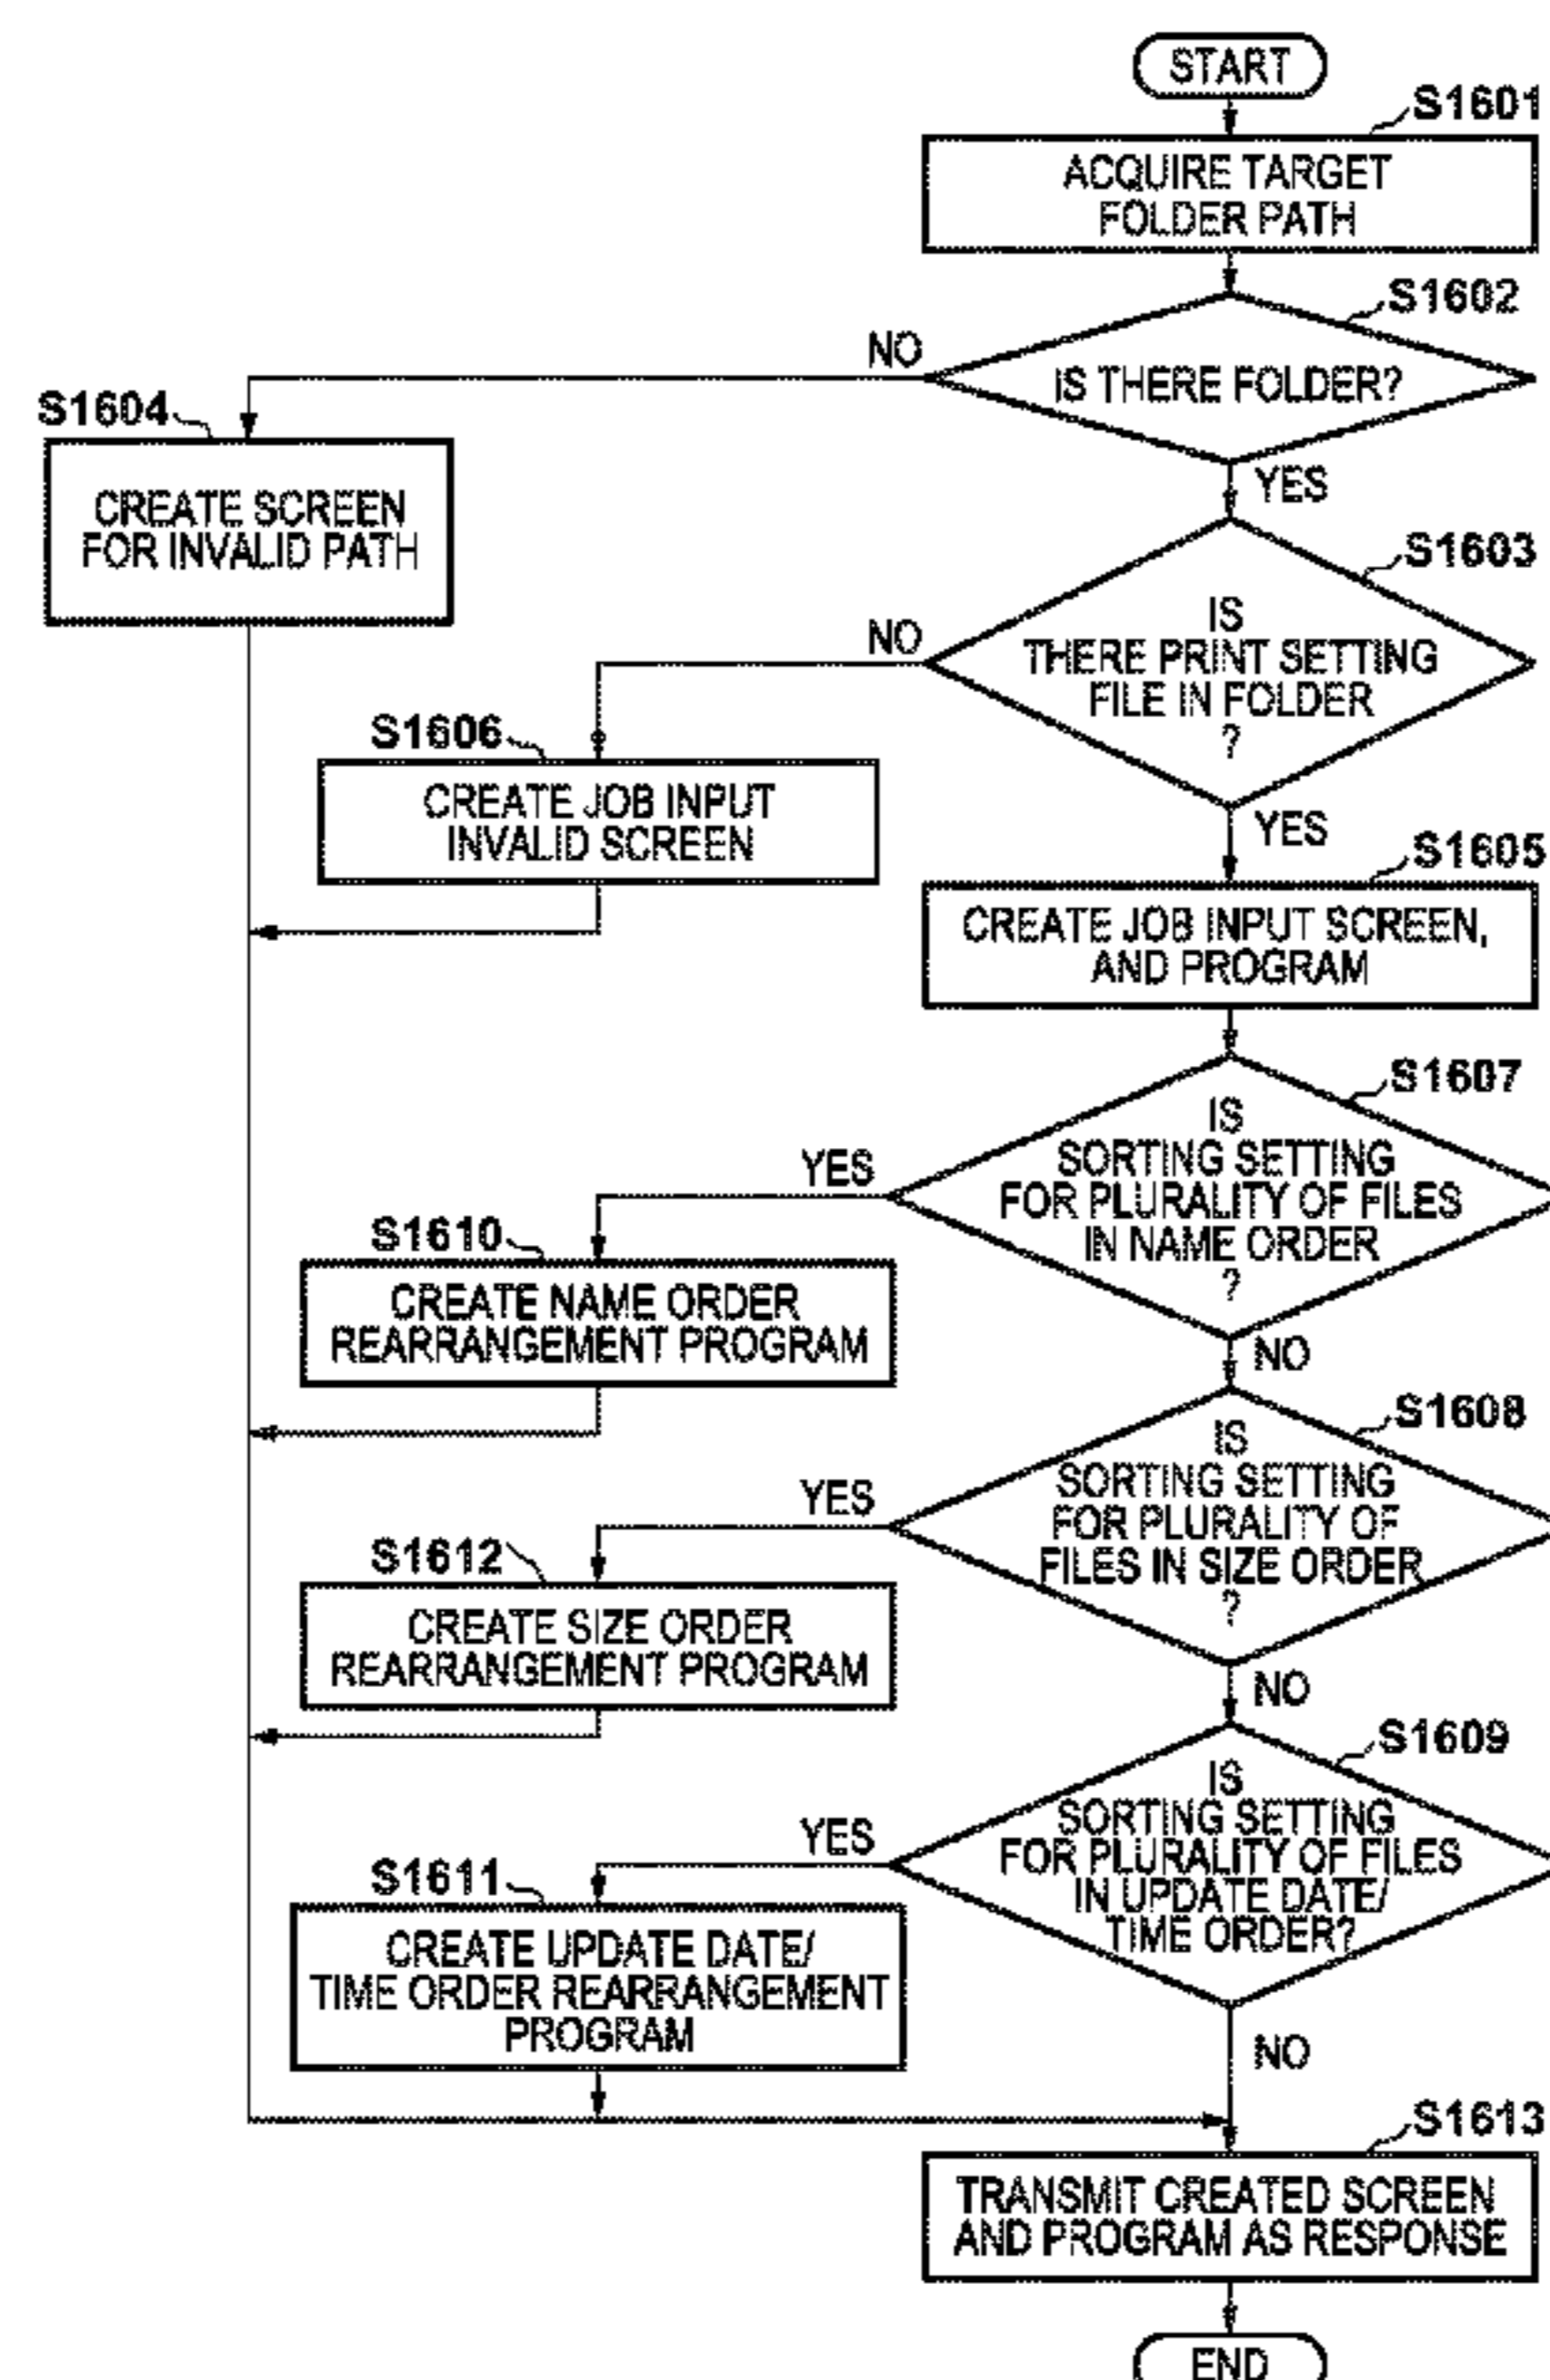 START
S1601
ACQUIRE TARGET
FOLDER PATH
S1602
IS THERE FOLDER?
NO
YES
S1604
CREATE SCREEN
FOR INVALID PATH
S1603
IS
THERE PRINT SETTING
FILE IN FOLDER
?
NO
YES
S1606
CREATE JOB INPUT
INVALID SCREEN
S1605
CREATE JOB INPUT SCREEN,
AND PROGRAM
S1607
IS
SORTING SETTING
FOR PLURALITY OF FILES
IN NAME ORDER
?
YES
NO
S1610
CREATE NAME ORDER
REARRANGEMENT PROGRAM
S1608
IS
SORTING SETTING
FOR PLURALITY OF
FILES IN SIZE ORDER
?
YES
NO
S1612
CREATE SIZE ORDER
REARRANGEMENT PROGRAM
S1609
IS
SORTING SETTING
FOR PLURALITY OF FILES
IN UPDATE DATE/
TIME ORDER?
YES
NO
S1611
CREATE UPDATE DATE/
TIME ORDER REARRANGEMENT
PROGRAM
S1613
TRANSMIT CREATED SCREEN
AND PROGRAM AS RESPONSE
END